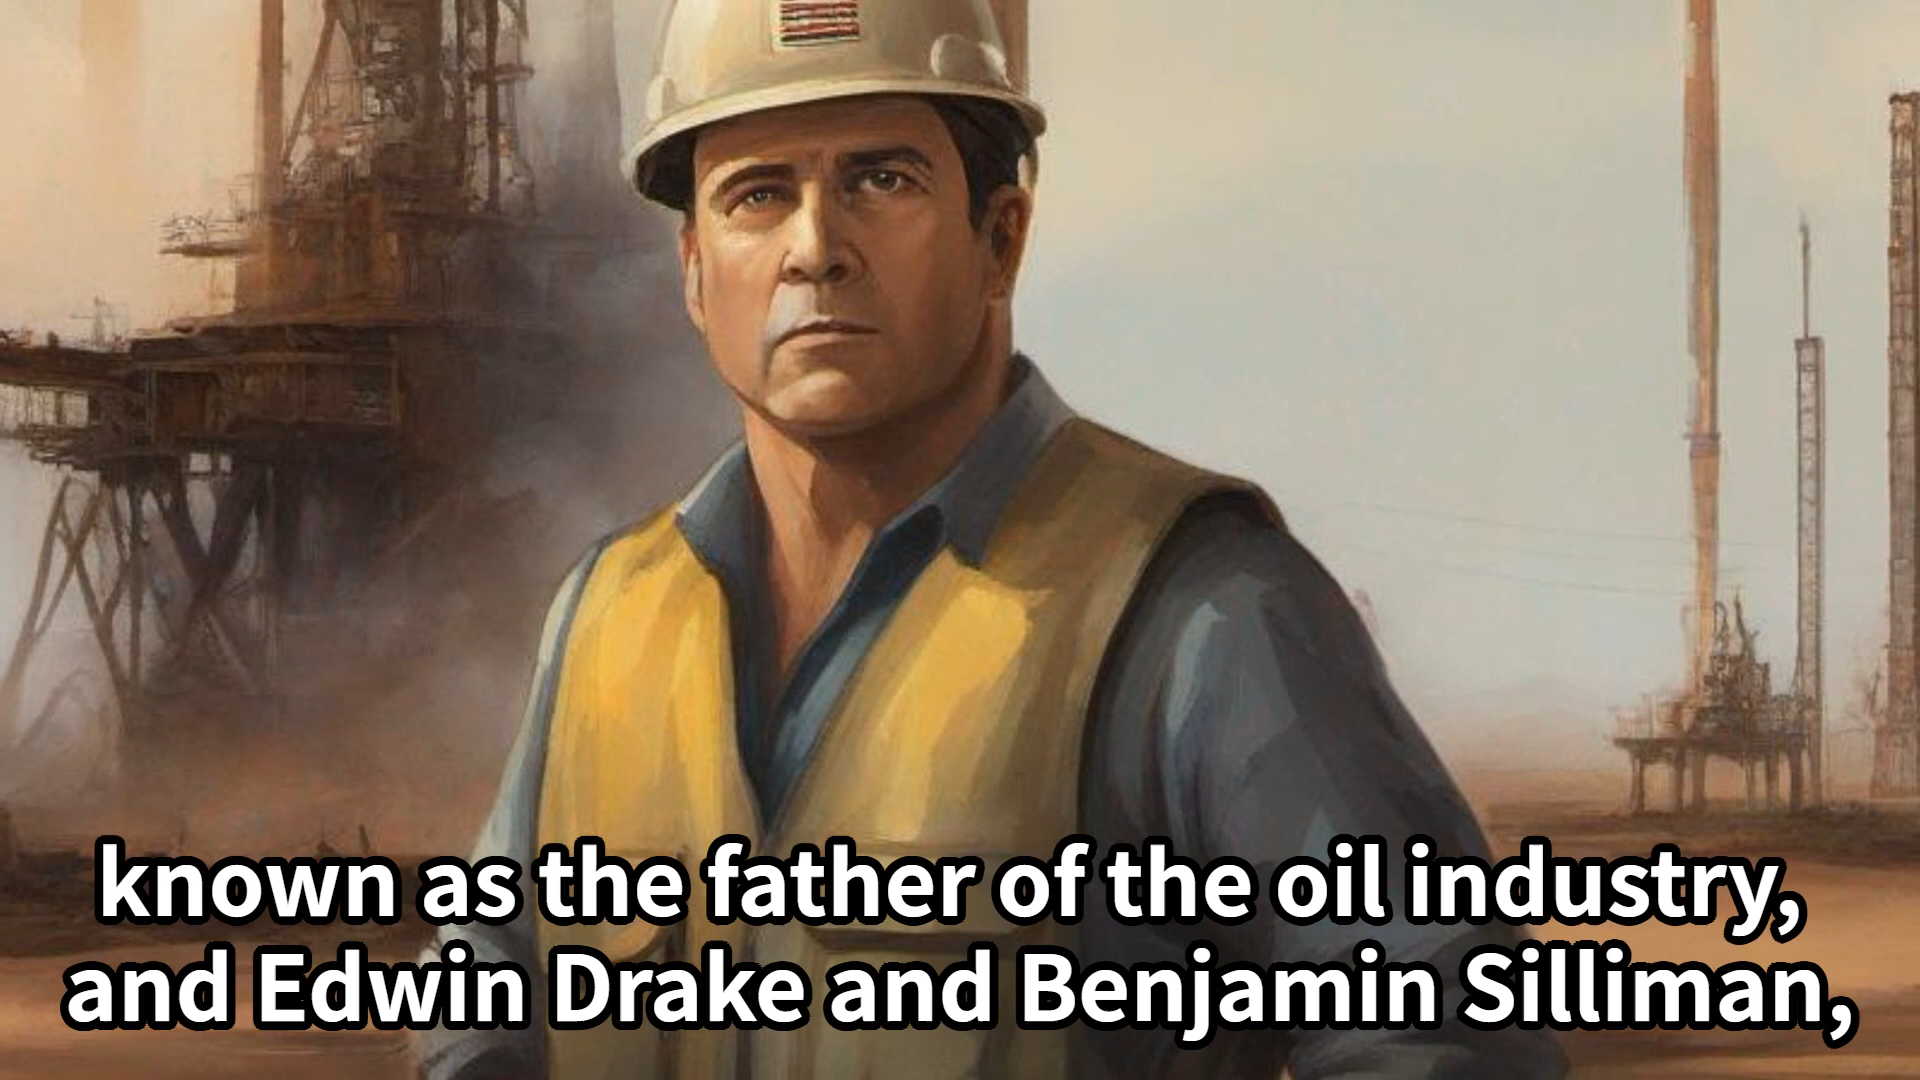 known as the father of the oil industry,
and Edwin Drake and Benjamin Silliman,